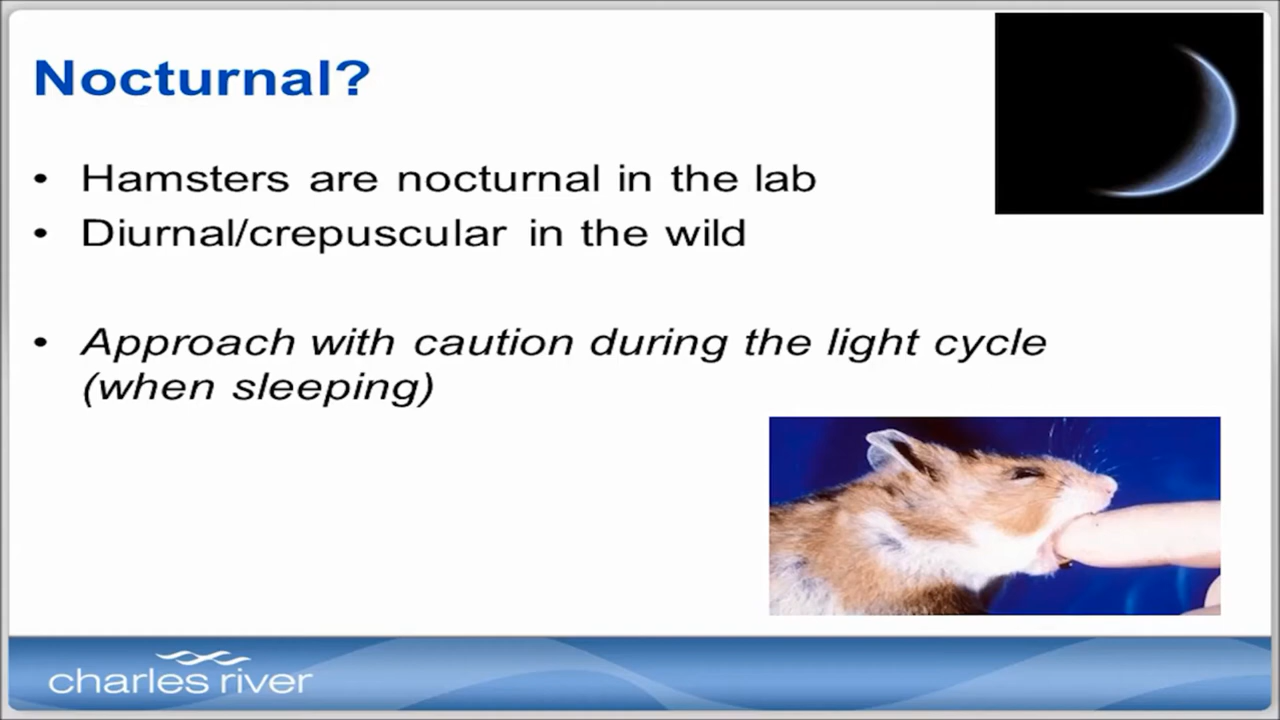 Nocturnal?
• Hamsters are nocturnal in the lab
• Diurnal/crepuscular in the wild
• Approach with caution during the light cycle
(when sleeping)
charles river